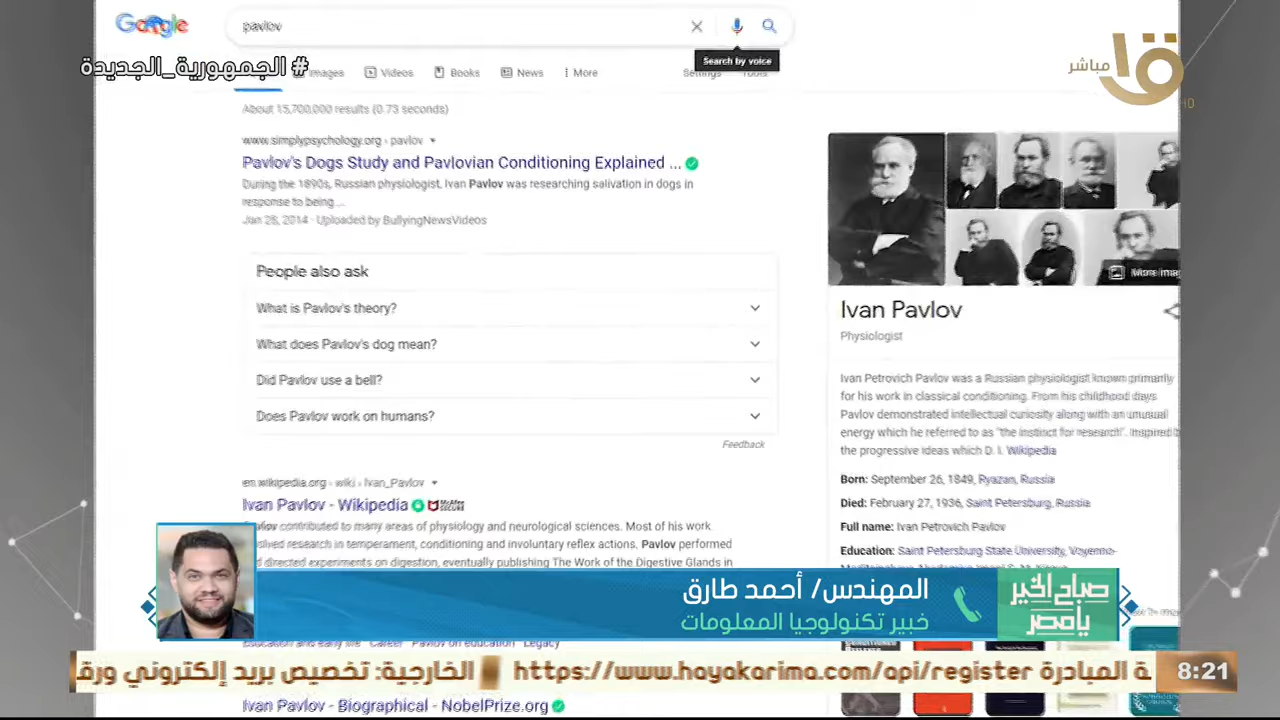 Google
pavlov
Search by voice
#الجمهورية_الجديدة
Images
Videos
Books
News
More
Settings
Tools
مباشر
HD
About 15,700,000 results (0.73 seconds)
www.simplypsychology.org › pavlov
Pavlov's Dogs Study and Pavlovian Conditioning Explained ...
During the 1890s, Russian physiologist, Ivan Pavlov was researching salivation in dogs in
response to being ...
Jan 28, 2014 · Uploaded by BullyingNewsVideos
People also ask
What is Pavlov's theory?
What does Pavlov's dog mean?
Did Pavlov use a bell?
Does Pavlov work on humans?
Feedback
en.wikipedia.org › wiki › Ivan_Pavlov
Ivan Pavlov - Wikipedia
Pavlov contributed to many areas of physiology and neurological sciences. Most of his work
research in temperament, conditioning and involuntary reflex actions. Pavlov performed
directed experiments on digestion, eventually publishing The Work of the Digestive Glands in
Education and early life · Career · Pavlov on education · Legacy
Ivan Pavlov - Biographical - NobelPrize.org
More
Ivan Pavlov
Physiologist
Ivan Petrovich Pavlov was a Russian physiologist known primarily
for his work in classical conditioning. From his childhood days
Pavlov demonstrated intellectual curiosity along with an unusual
energy which he referred to as "the instinct for research". Inspired
the progressive ideas which D. I. Wikipedia
Born: September 26, 1849, Ryazan, Russia
Died: February 27, 1936, Saint Petersburg, Russia
Full name: Ivan Petrovich Pavlov
Education: Saint Petersburg State University, Voyenno-
صباح الخير
يا مصر
المهندس/ أحمد طارق
خبير تكنولوجيا المعلومات
ة المبادرة https://www.hayakarima.com/api/register الخارجية: تخصيص بريد إلكتروني ورق
8:21